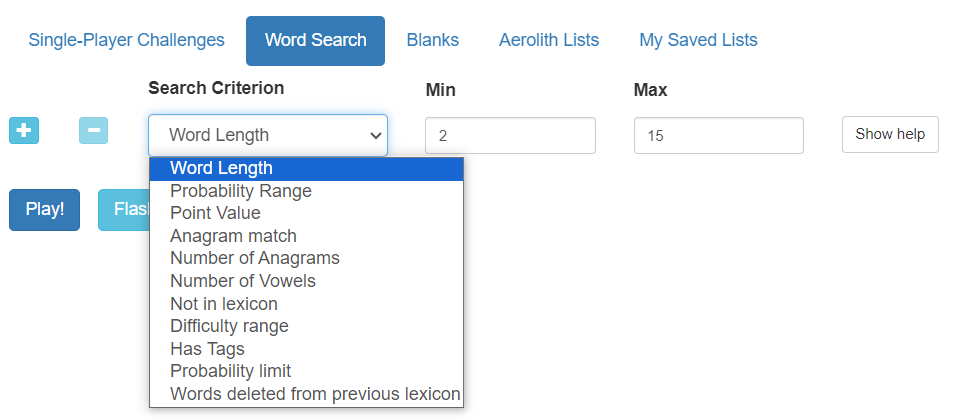 Single-Player Challenges Word Search Blanks Aerolith Lists My Saved Lists
Search Criterion Min Max
+ − Word Length 2 15 Show help
Word Length
Probability Range
Play! Flas Point Value
Anagram match
Number of Anagrams
Number of Vowels
Not in lexicon
Difficulty range
Has Tags
Probability limit
Words deleted from previous lexicon